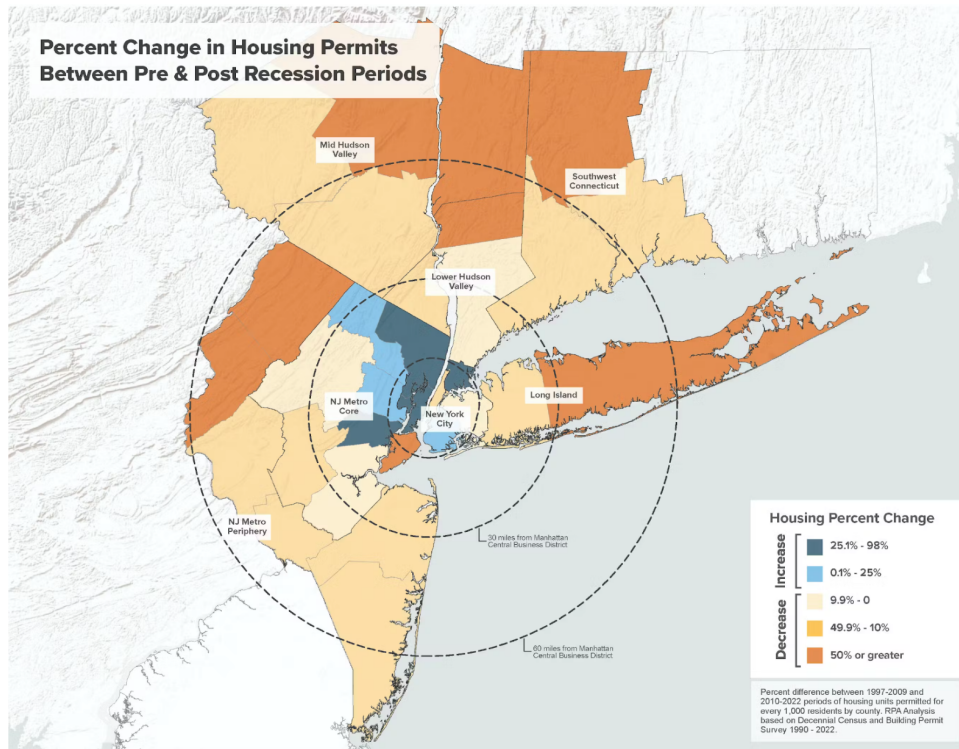 Percent Change in Housing Permits
Between Pre & Post Recession Periods
Mid Hudson
Valley
Southwest
Connecticut
Lower Hudson
Valley
NJ Metro
Core
New York
City
Long Island
NJ Metro
Periphery
30 miles from Manhattan
Central Business District
60 miles from Manhattan
Central Business District
Housing Percent Change
Increase
25.1% - 98%
0.1% - 25%
Decrease
9.9% - 0
49.9% - 10%
50% or greater
Percent difference between 1997-2009 and
2010-2022 periods of housing units permitted for
every 1,000 residents by county. RPA Analysis
based on Decennial Census and Building Permit
Survey 1990 - 2022.